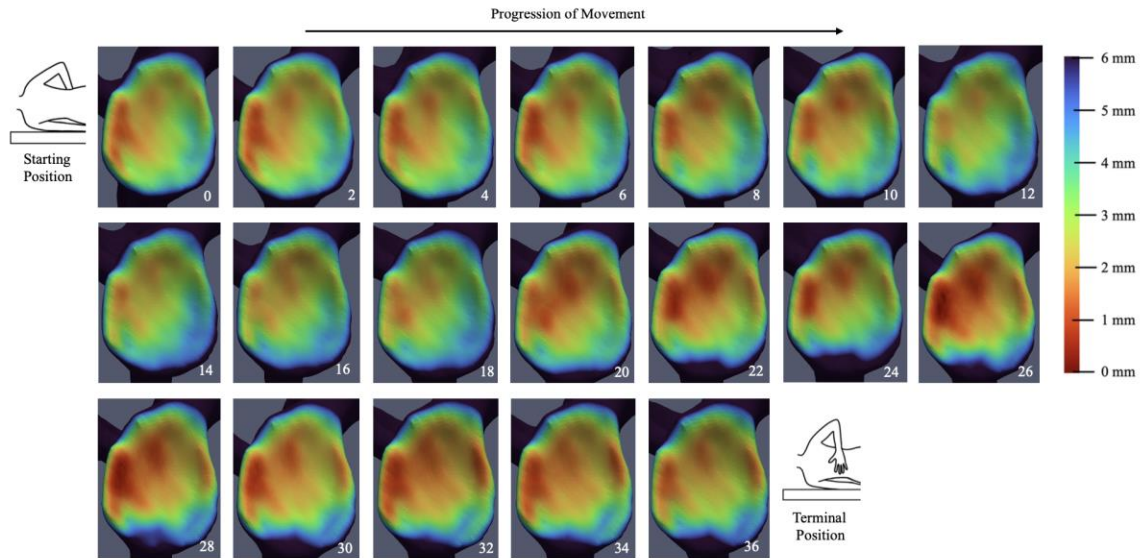 Progression of Movement
Starting
Position
0
2
4
6
8
10
12
6 mm
5 mm
4 mm
3 mm
2 mm
1 mm
0 mm
14
16
18
20
22
24
26
28
30
32
34
36
Terminal
Position